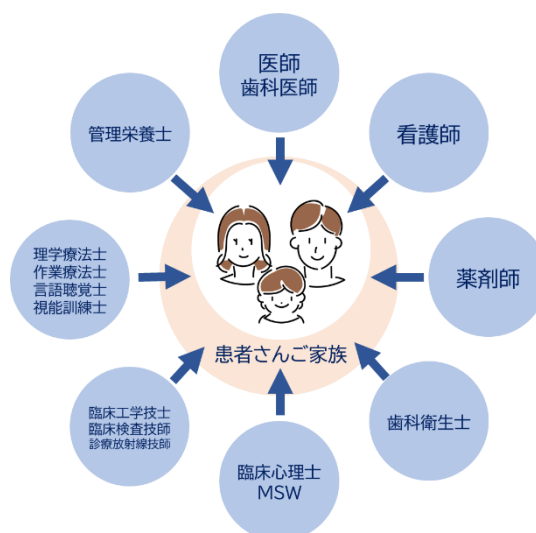 医師
歯科医師
管理栄養士
看護師
理学療法士
作業療法士
言語聴覚士
視能訓練士
薬剤師
患者さんご家族
臨床工学技士
臨床検査技師
診療放射線技師
歯科衛生士
臨床心理士
MSW